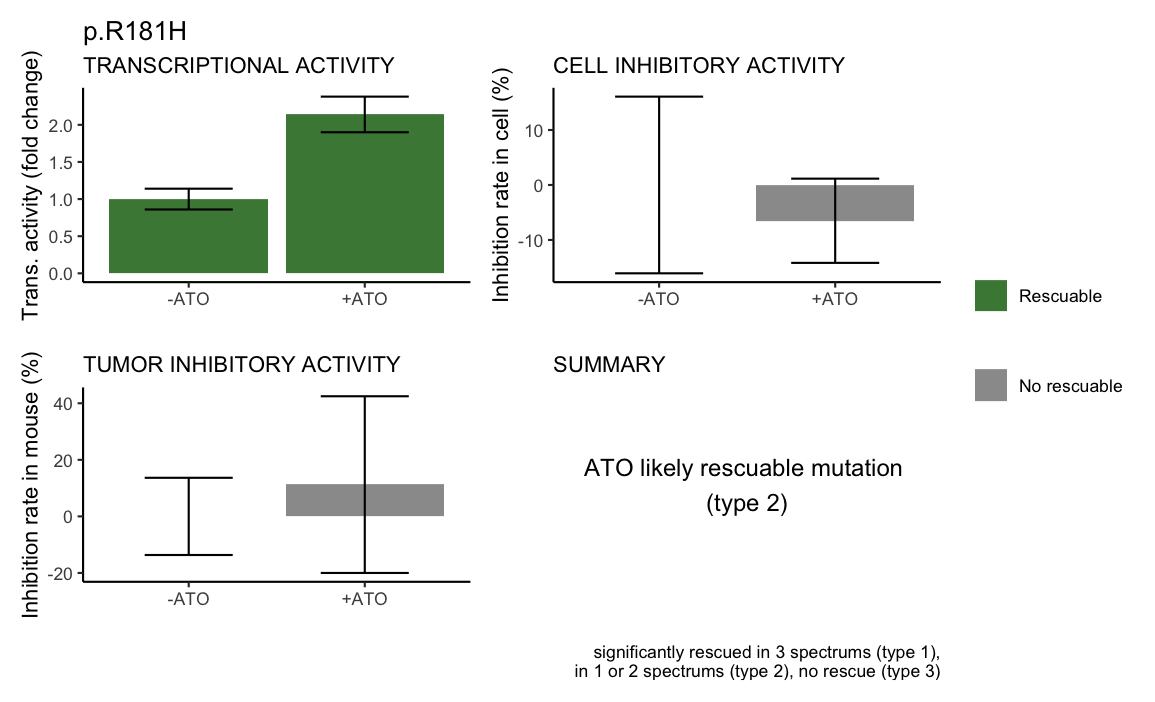 p.R181H
TRANSCRIPTIONAL ACTIVITY
Trans. activity (fold change)
2.0
1.5
1.0
0.5
0.0
-ATO
+ATO
CELL INHIBITORY ACTIVITY
Inhibition rate in cell (%)
10
0
-10
-ATO
+ATO
Rescuable
No rescuable
TUMOR INHIBITORY ACTIVITY
Inhibition rate in mouse (%)
40
20
0
-20
-ATO
+ATO
SUMMARY
ATO likely rescuable mutation
(type 2)
significantly rescued in 3 spectrums (type 1),
in 1 or 2 spectrums (type 2), no rescue (type 3)